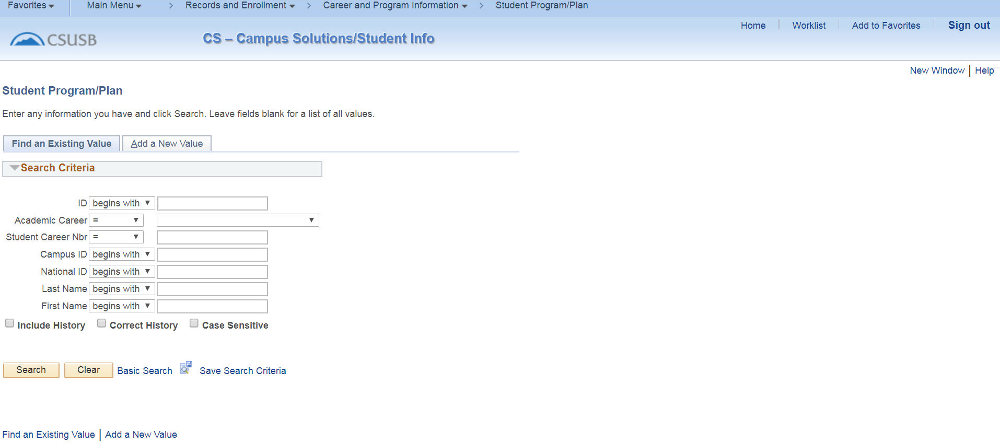 Favorites Main Menu > Records and Enrollment > Career and Program Information > Student Program/Plan
Home Worklist Add to Favorites Sign out
CSUSB CS – Campus Solutions/Student Info
New Window | Help
Student Program/Plan
Enter any information you have and click Search. Leave fields blank for a list of all values.
Find an Existing Value Add a New Value
Search Criteria
ID begins with
Academic Career =
Student Career Nbr =
Campus ID begins with
National ID begins with
Last Name begins with
First Name begins with
Include History Correct History Case Sensitive
Search Clear Basic Search Save Search Criteria
Find an Existing Value | Add a New Value